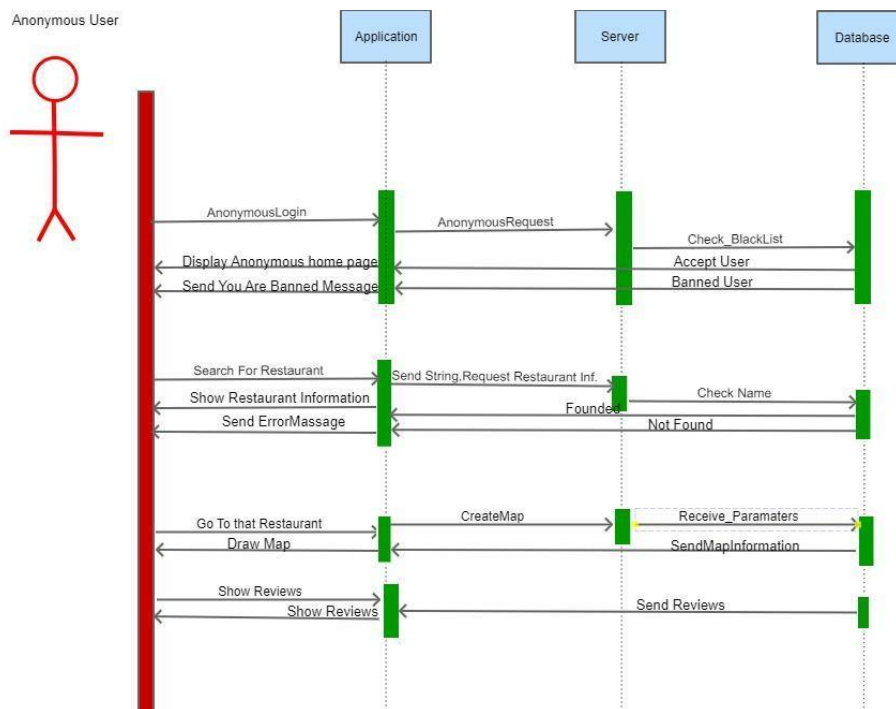 Anonymous User
Application
Server
Database
AnonymousLogin
AnonymousRequest
Check_BlackList
Display Anonymous home page
Accept User
Send You Are Banned Message
Banned User
Search For Restaurant
Send String,Request Restaurant Inf.
Check Name
Show Restaurant Information
Founded
Send ErrorMassage
Not Found
Go To that Restaurant
CreateMap
Receive_Paramaters
Draw Map
SendMapInformation
Show Reviews
Show Reviews
Send Reviews